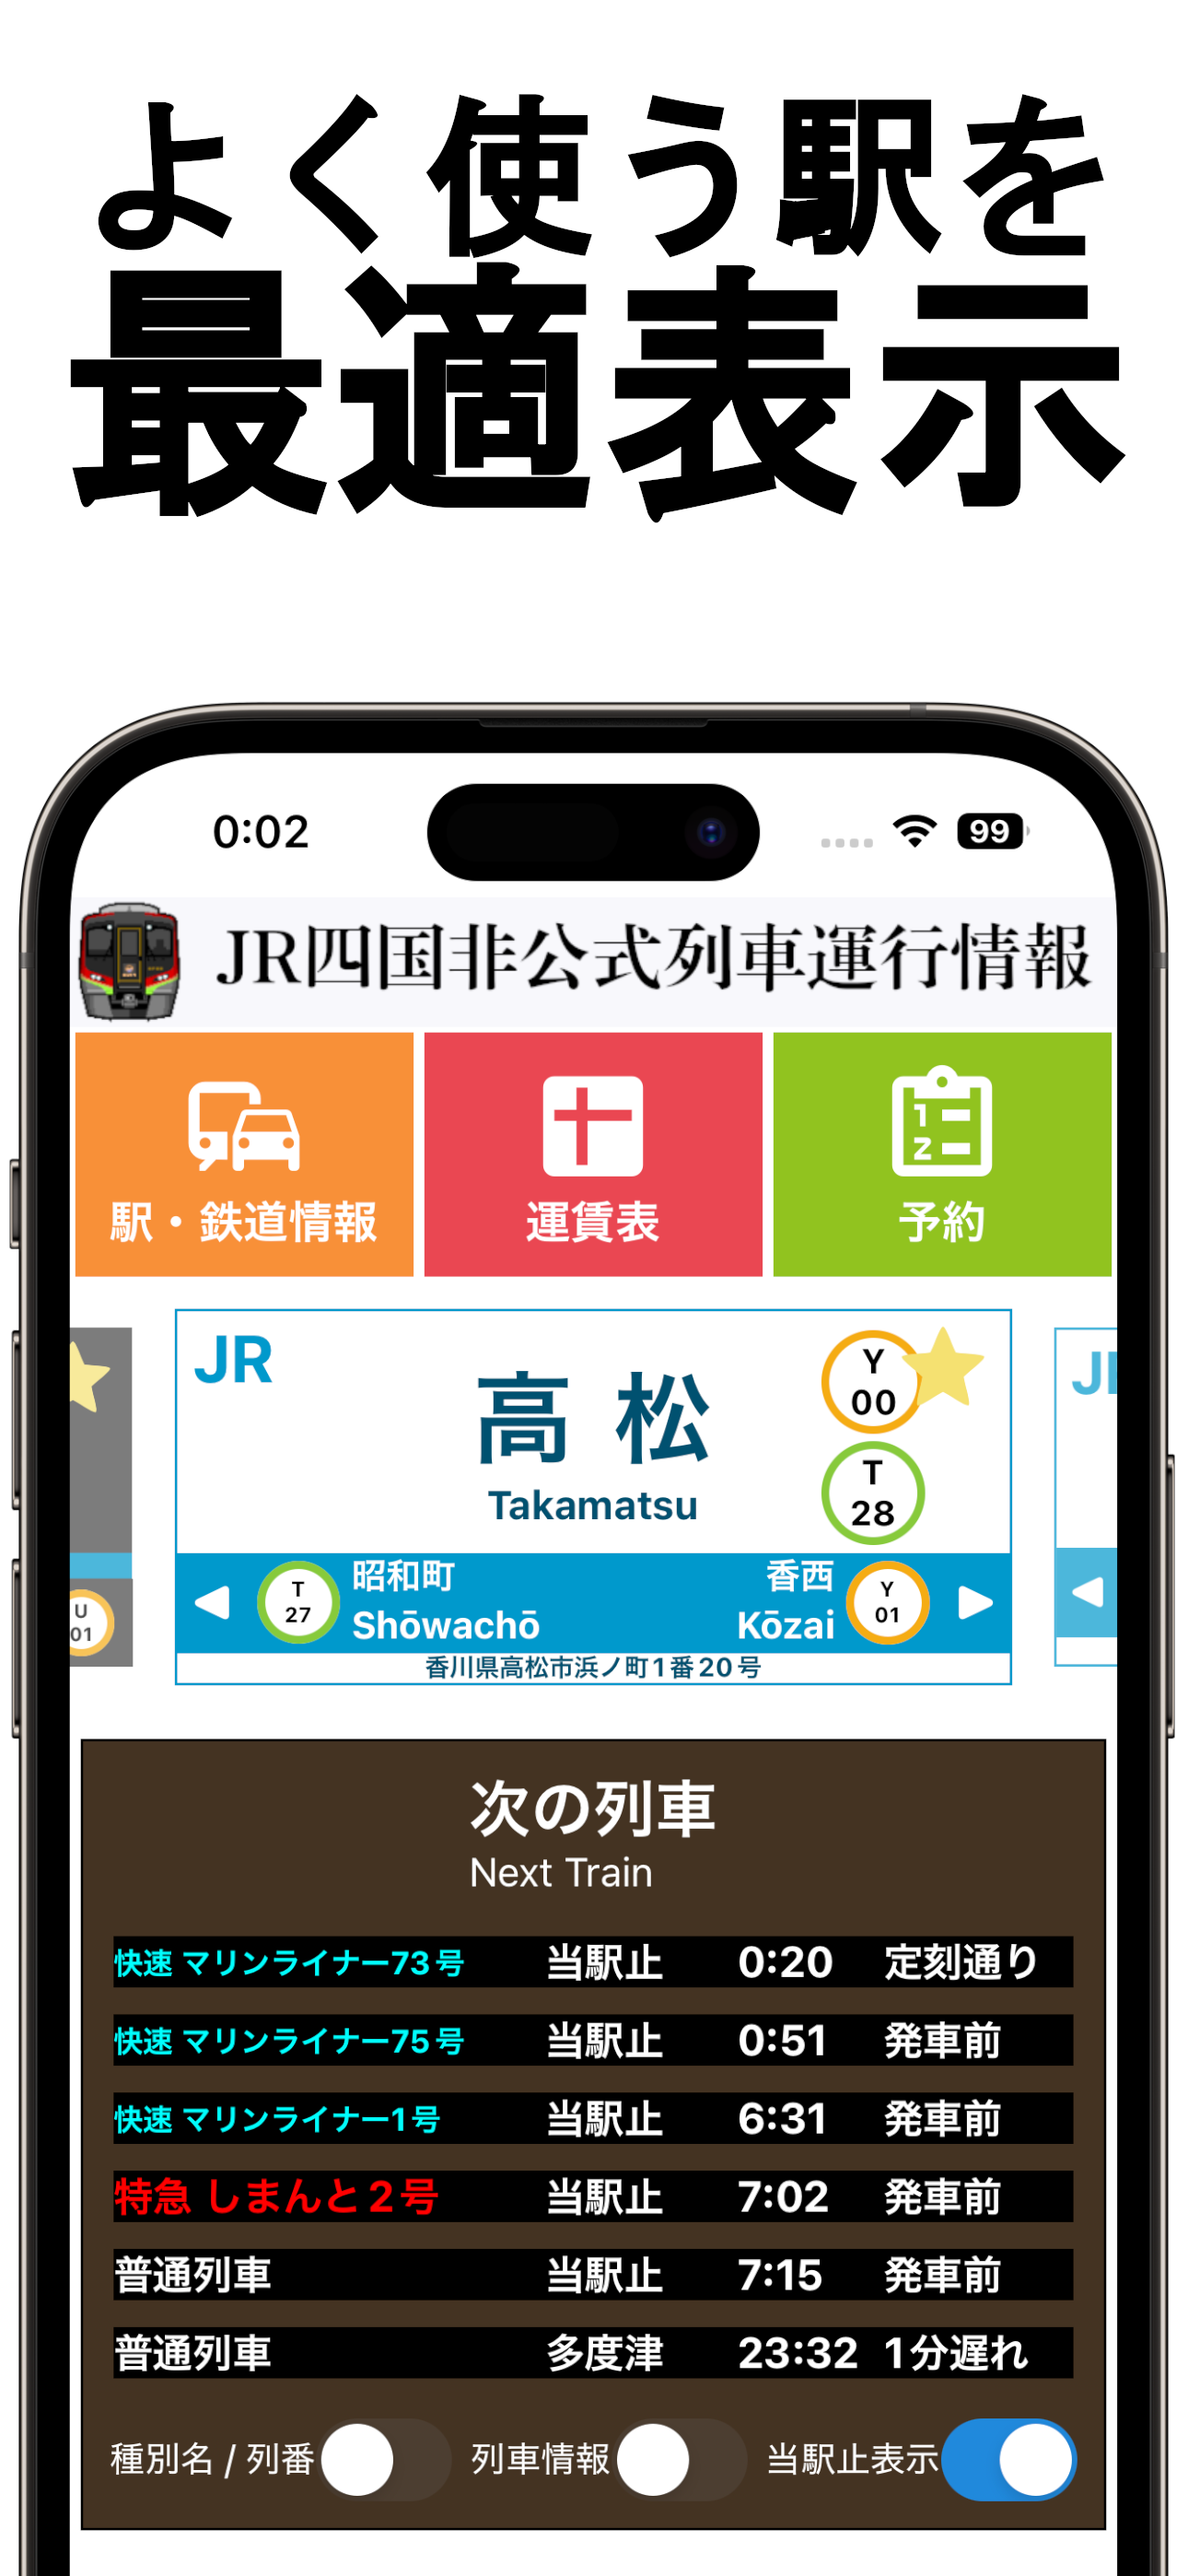 よく使う駅を
最適表示
0:02
99
JR四国非公式列車運行情報
駅・鉄道情報
運賃表
予約
JR
高松
Takamatsu
Y
00
T
28
T
27
昭和町
Shōwachō
香西
Kōzai
Y
01
香川県高松市浜ノ町1番20号
U
01
次の列車
Next Train
快速 マリンライナー73号 当駅止 0:20 定刻通り
快速 マリンライナー75号 当駅止 0:51 発車前
快速 マリンライナー1号 当駅止 6:31 発車前
特急 しまんと2号 当駅止 7:02 発車前
普通列車 当駅止 7:15 発車前
普通列車 多度津 23:32 1分遅れ
種別名 / 列番 列車情報 当駅止表示